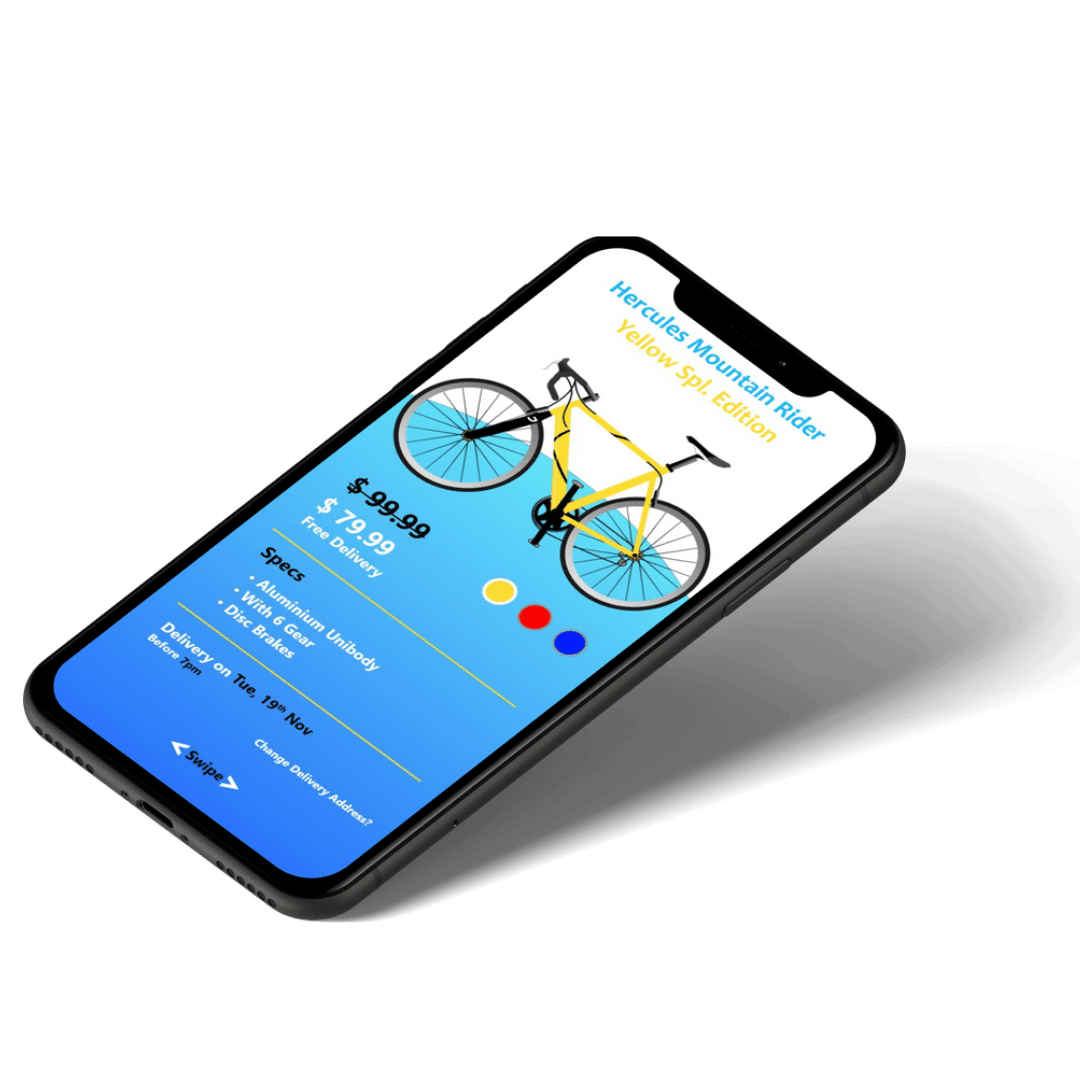 Hercules Mountain Rider
Yellow Spl. Edition
$ 99.99
$ 79.99
Free Delivery
Specs
• Aluminium Unibody
• With 6 Gear
• Disc Brakes
Delivery on Tue, 19th Nov
Before 7pm
Change Delivery Address?
< Swipe >